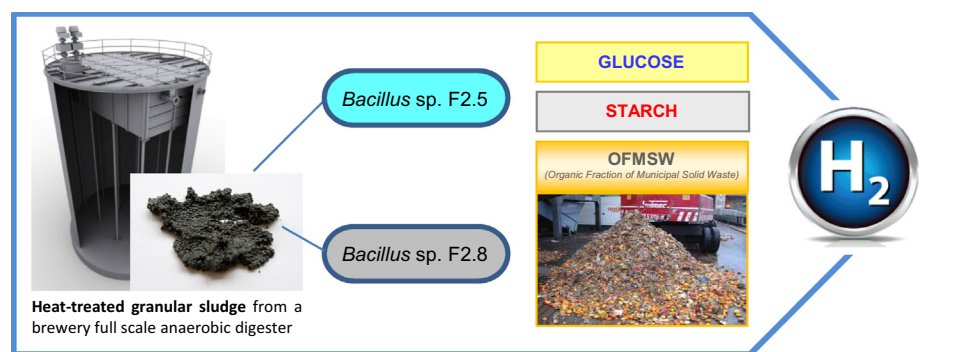 Bacillus sp. F2.5
Bacillus sp. F2.8
Heat-treated granular sludge from a
brewery full scale anaerobic digester
GLUCOSE
STARCH
OFMSW
(Organic Fraction of Municipal Solid Waste)
H2